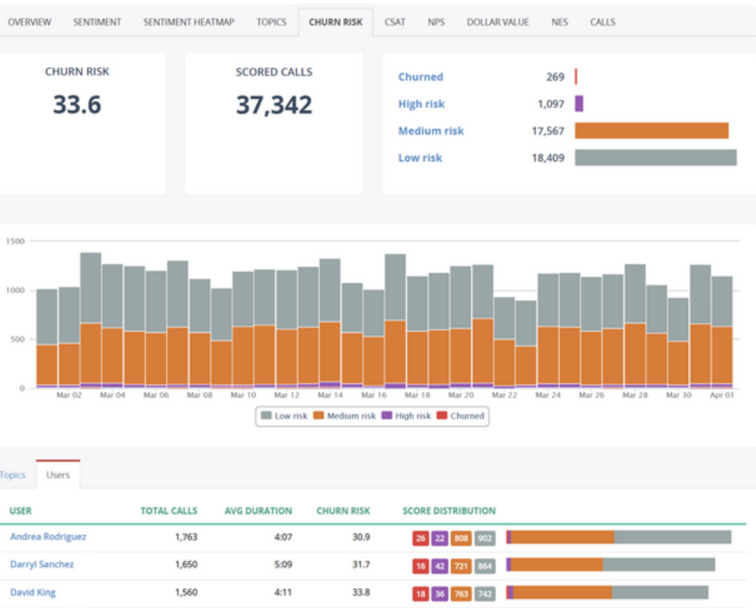 OVERVIEW SENTIMENT SENTIMENT HEATMAP TOPICS CHURN RISK CSAT NPS DOLLAR VALUE NES CALLS
CHURN RISK
33.6
SCORED CALLS
37,342
Churned 269
High risk 1,097
Medium risk 17,567
Low risk 18,409
1500
1000
500
0
Mar 02 Mar 04 Mar 06 Mar 08 Mar 10 Mar 12 Mar 14 Mar 16 Mar 18 Mar 20 Mar 22 Mar 24 Mar 26 Mar 28 Mar 30 Apr 01
Low risk Medium risk High risk Churned
Topics Users
USER TOTAL CALLS AVG DURATION CHURN RISK SCORE DISTRIBUTION
Andrea Rodriguez 1,763 4:07 30.9 26 22 808 902
Darryl Sanchez 1,650 5:09 31.7 16 42 721 864
David King 1,560 4:11 33.8 18 36 763 742